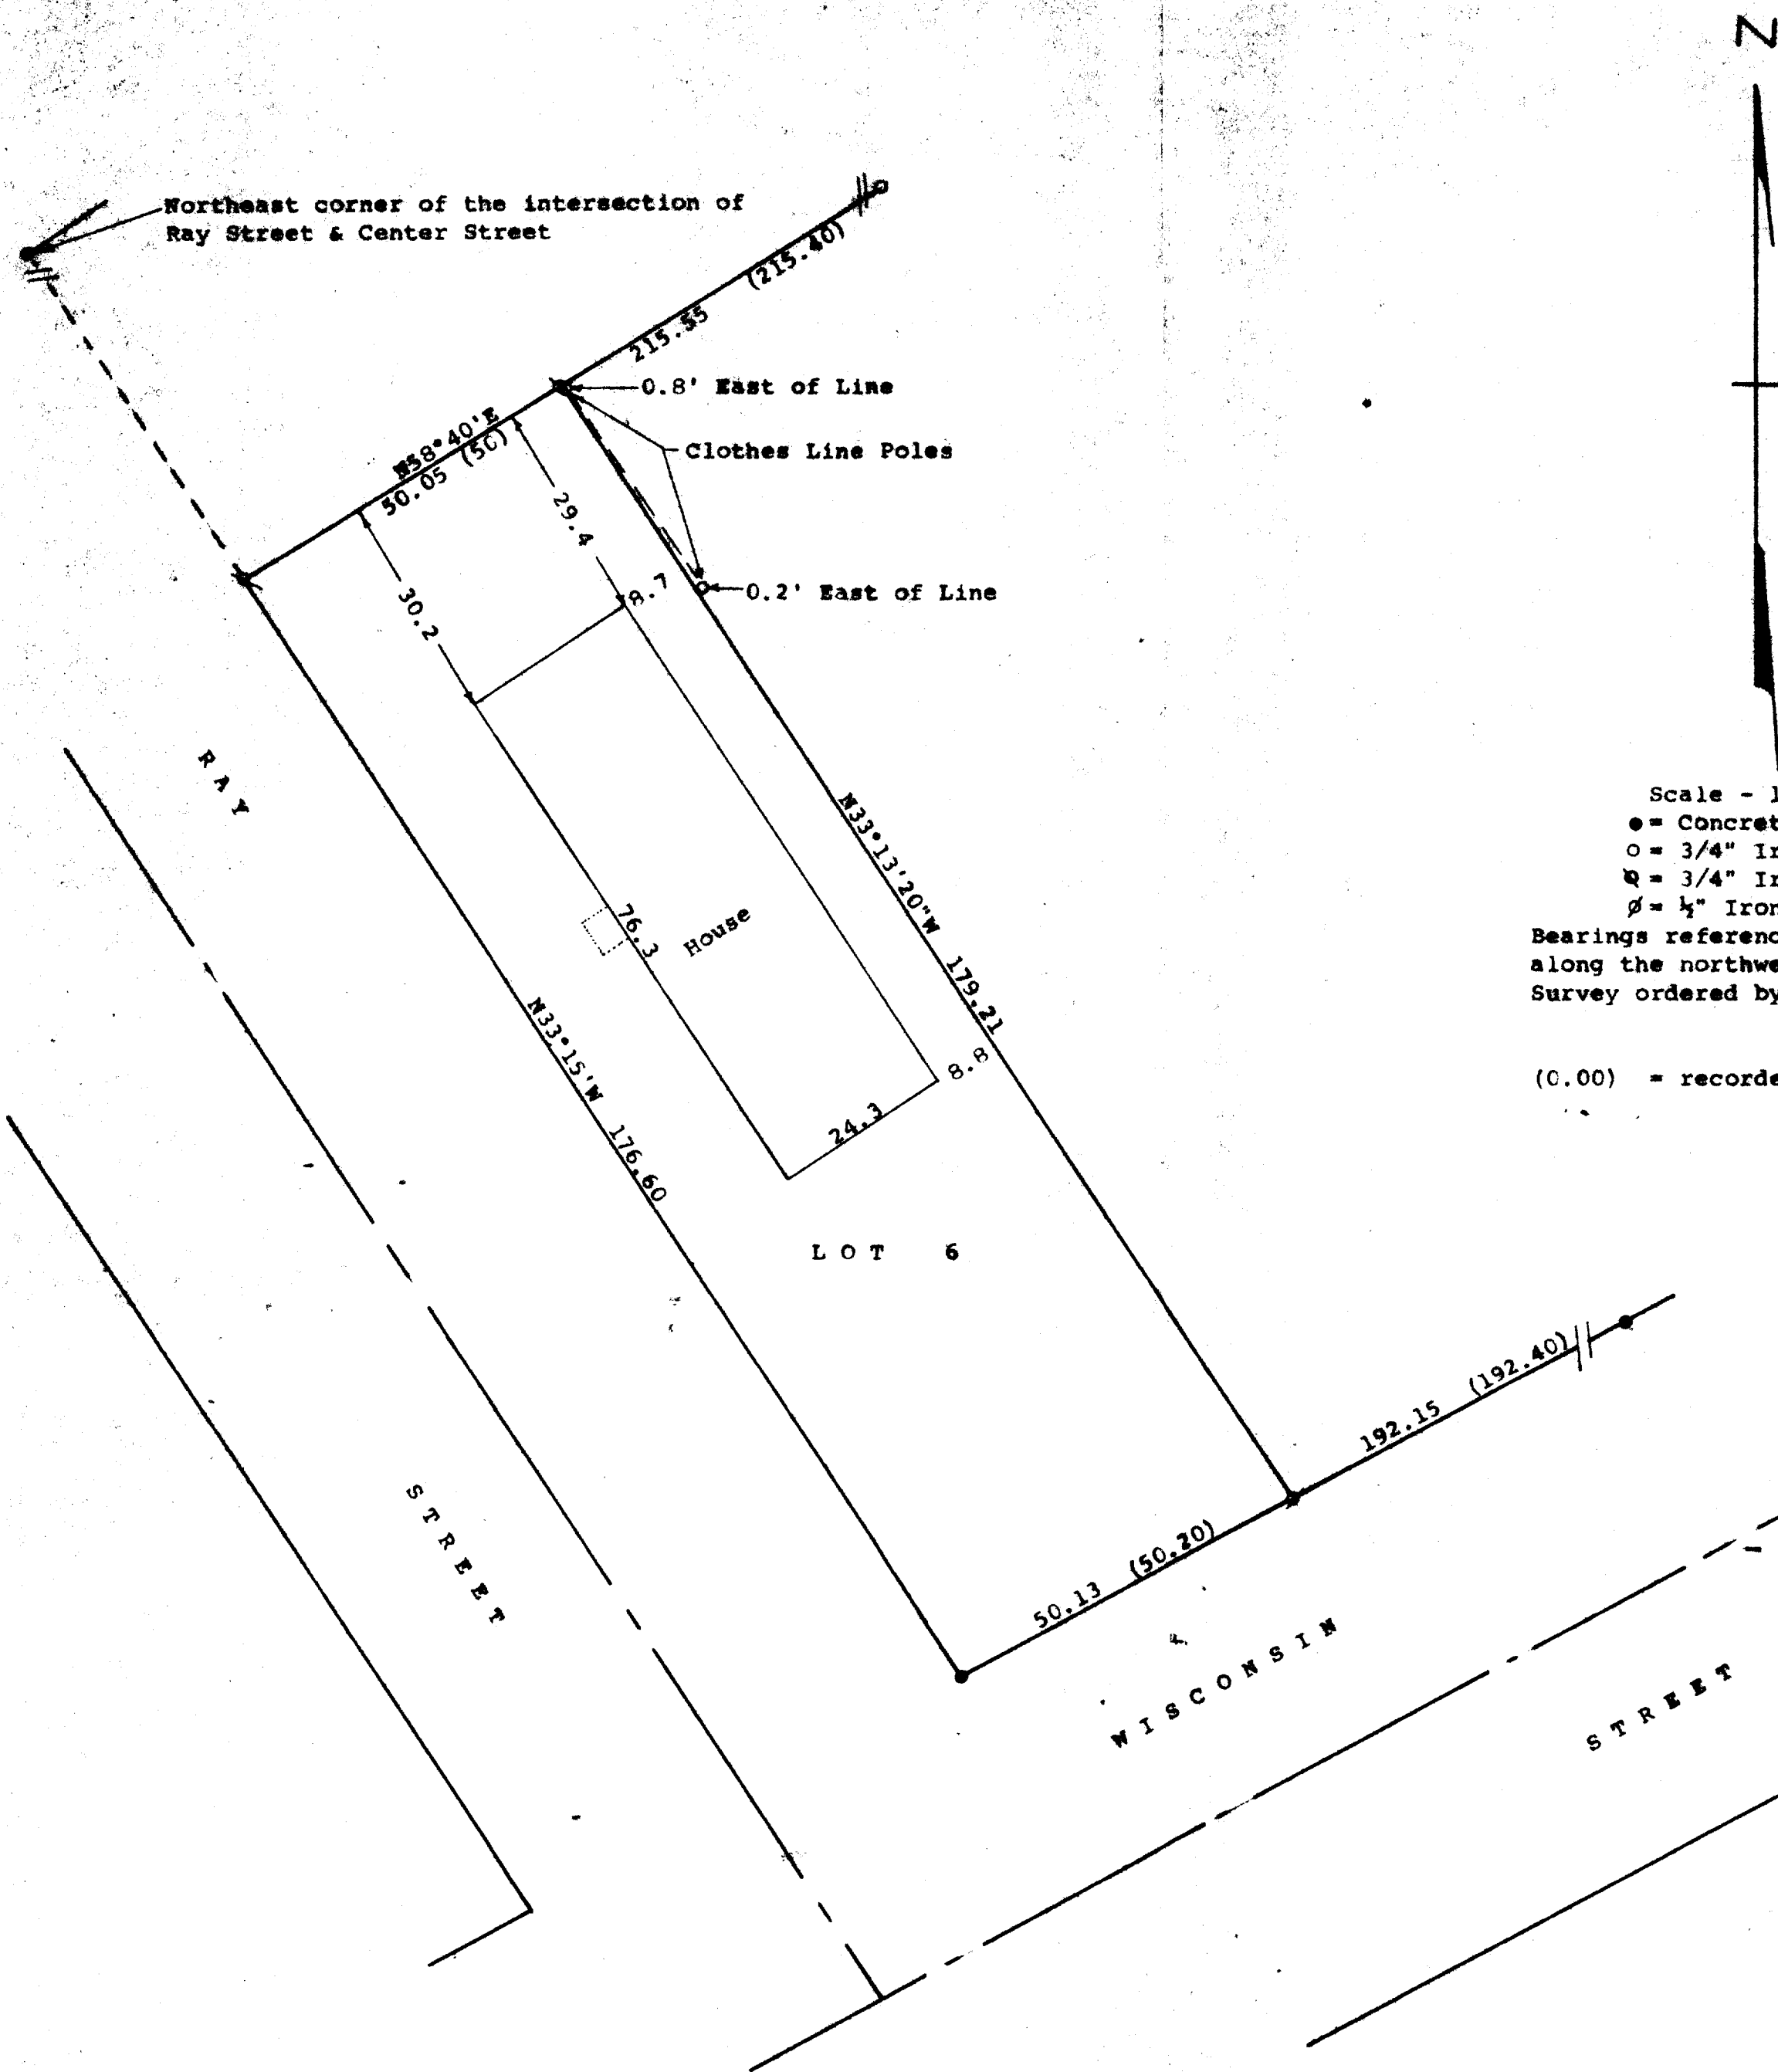 N
Northeast corner of the intersection of
Ray Street & Center Street
215.55 (215.40)
0.8' East of Line
N58°40'E
50.05 (50)
Clothes Line Poles
29.4
30.2
8.7
0.2' East of Line
RAY
N33°13'20"W 179.21
Scale - 1
● = Concret
○ = 3/4" Ir
= 3/4" Ir
Ø = ½" Iron
Bearings referenc
along the northwe
Survey ordered by
76.3
House
N33°15'W 176.60
8.8
24.3
(0.00) = recorde
LOT 6
192.15 (192.40)
STREET
50.13 (50.20)
WISCONSIN
STREET